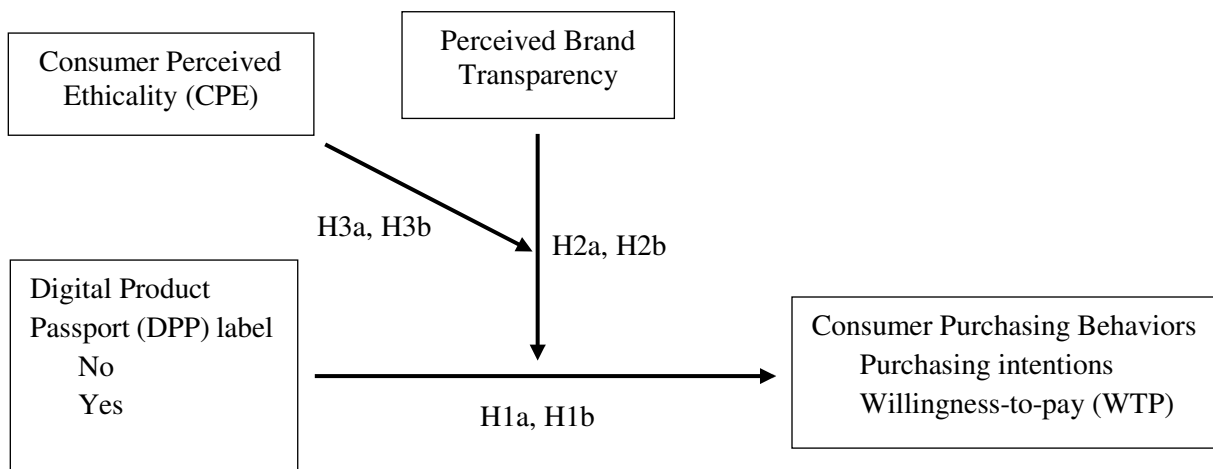 Consumer Perceived
Ethicality (CPE)
Perceived Brand
Transparency
H3a, H3b
H2a, H2b
Digital Product
Passport (DPP) label
No
Yes
H1a, H1b
Consumer Purchasing Behaviors
Purchasing intentions
Willingness-to-pay (WTP)